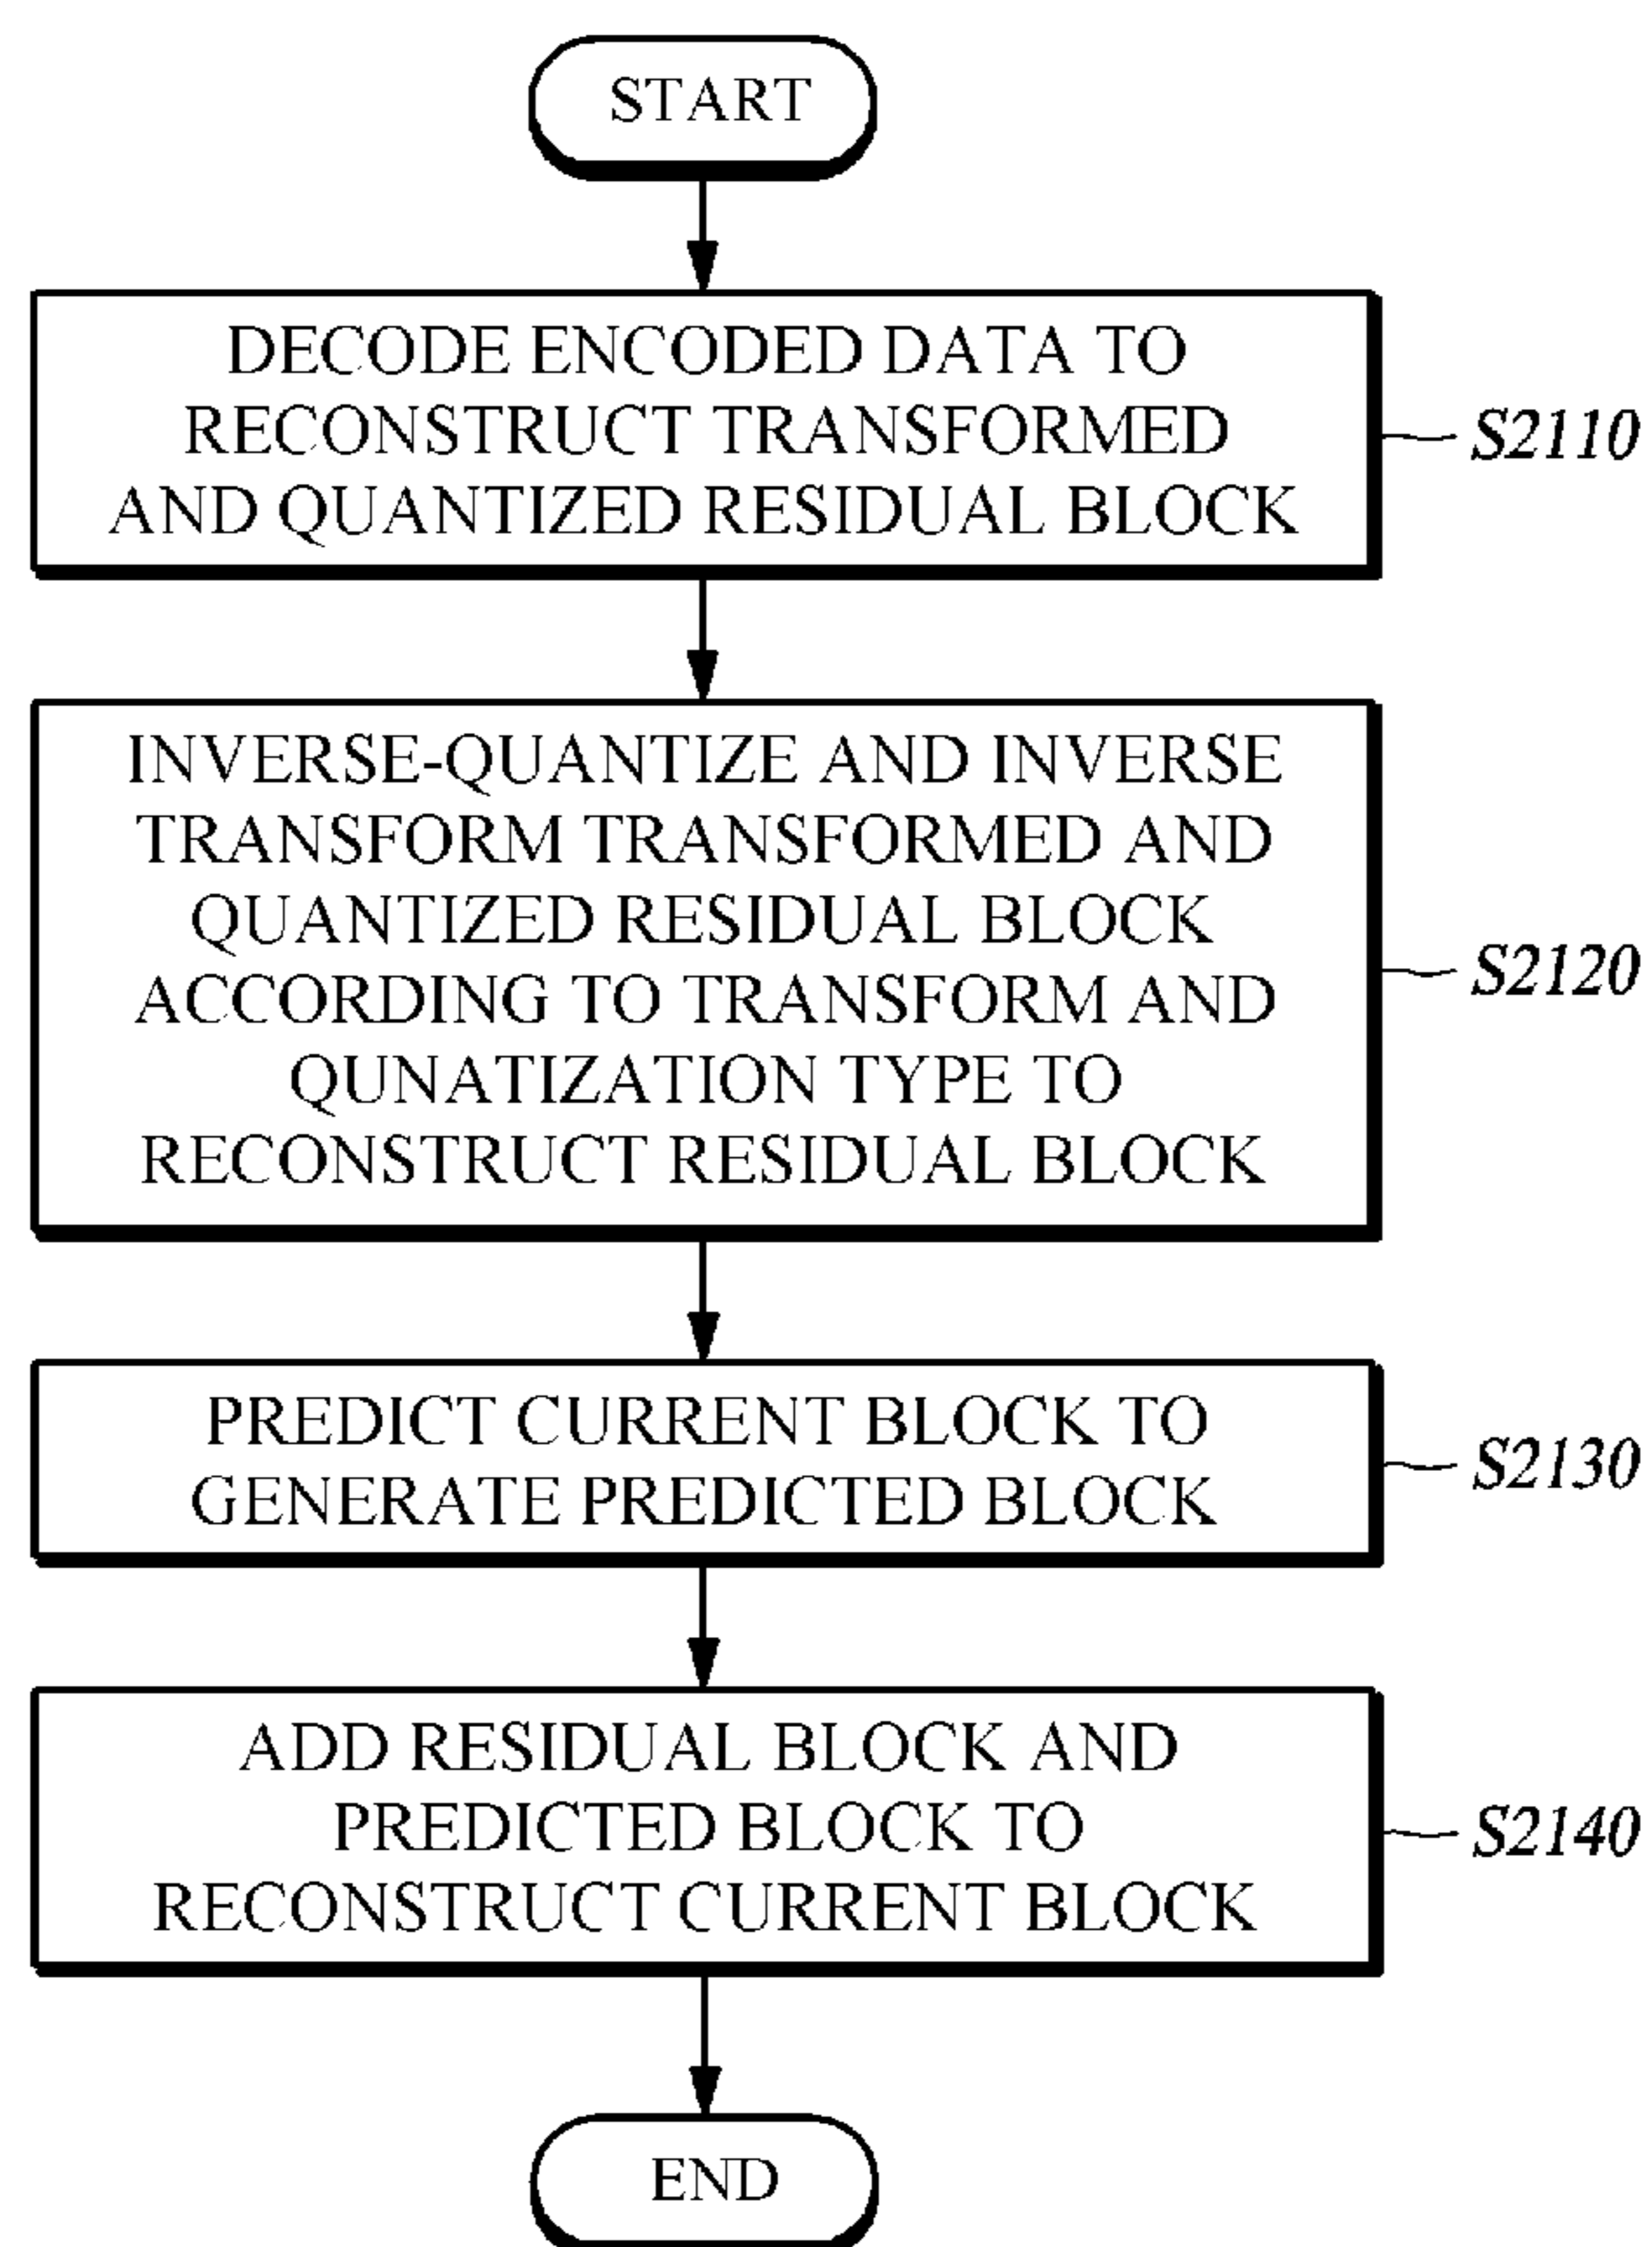 START
DECODE ENCODED DATA TO
RECONSTRUCT TRANSFORMED
AND QUANTIZED RESIDUAL BLOCK
S2110
INVERSE-QUANTIZE AND INVERSE
TRANSFORM TRANSFORMED AND
QUANTIZED RESIDUAL BLOCK
ACCORDING TO TRANSFORM AND
QUNATIZATION TYPE TO
RECONSTRUCT RESIDUAL BLOCK
S2120
PREDICT CURRENT BLOCK TO
GENERATE PREDICTED BLOCK
S2130
ADD RESIDUAL BLOCK AND
PREDICTED BLOCK TO
RECONSTRUCT CURRENT BLOCK
S2140
END